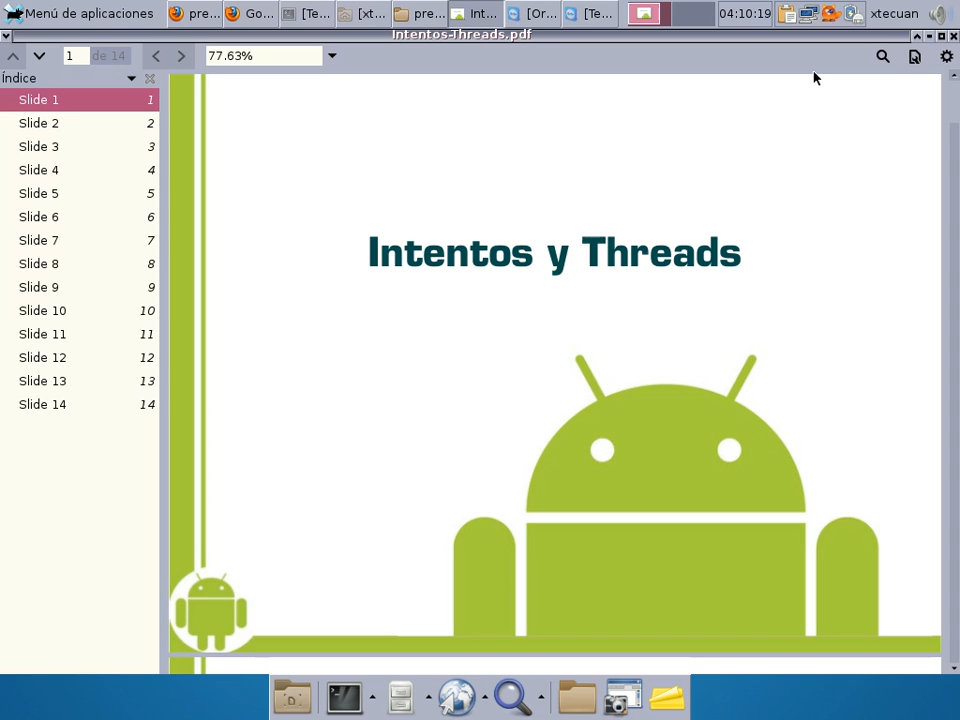 Menú de aplicaciones
pre...
Go...
[Te...
[xt...
pre...
Int...
[Or...
[Te...
04:10:19
xtecuan
Intentos-Threads.pdf
1 de 14
77.63%
Índice
Slide 1 1
Slide 2 2
Slide 3 3
Slide 4 4
Slide 5 5
Slide 6 6
Slide 7 7
Slide 8 8
Slide 9 9
Slide 10 10
Slide 11 11
Slide 12 12
Slide 13 13
Slide 14 14
Intentos y Threads
D